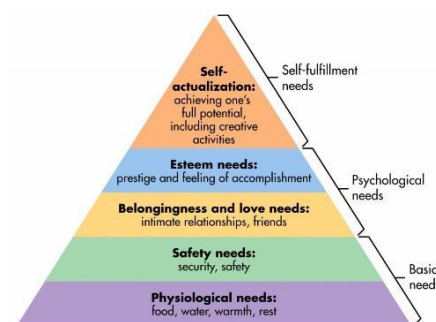 Self-
actualization:
achieving one's
full potential,
including creative
activities
Esteem needs:
prestige and feeling of accomplishment
Belongingness and love needs:
intimate relationships, friends
Safety needs:
security, safety
Physiological needs:
food, water, warmth, rest
Self-fulfillment
needs
Psychological
needs
Basic